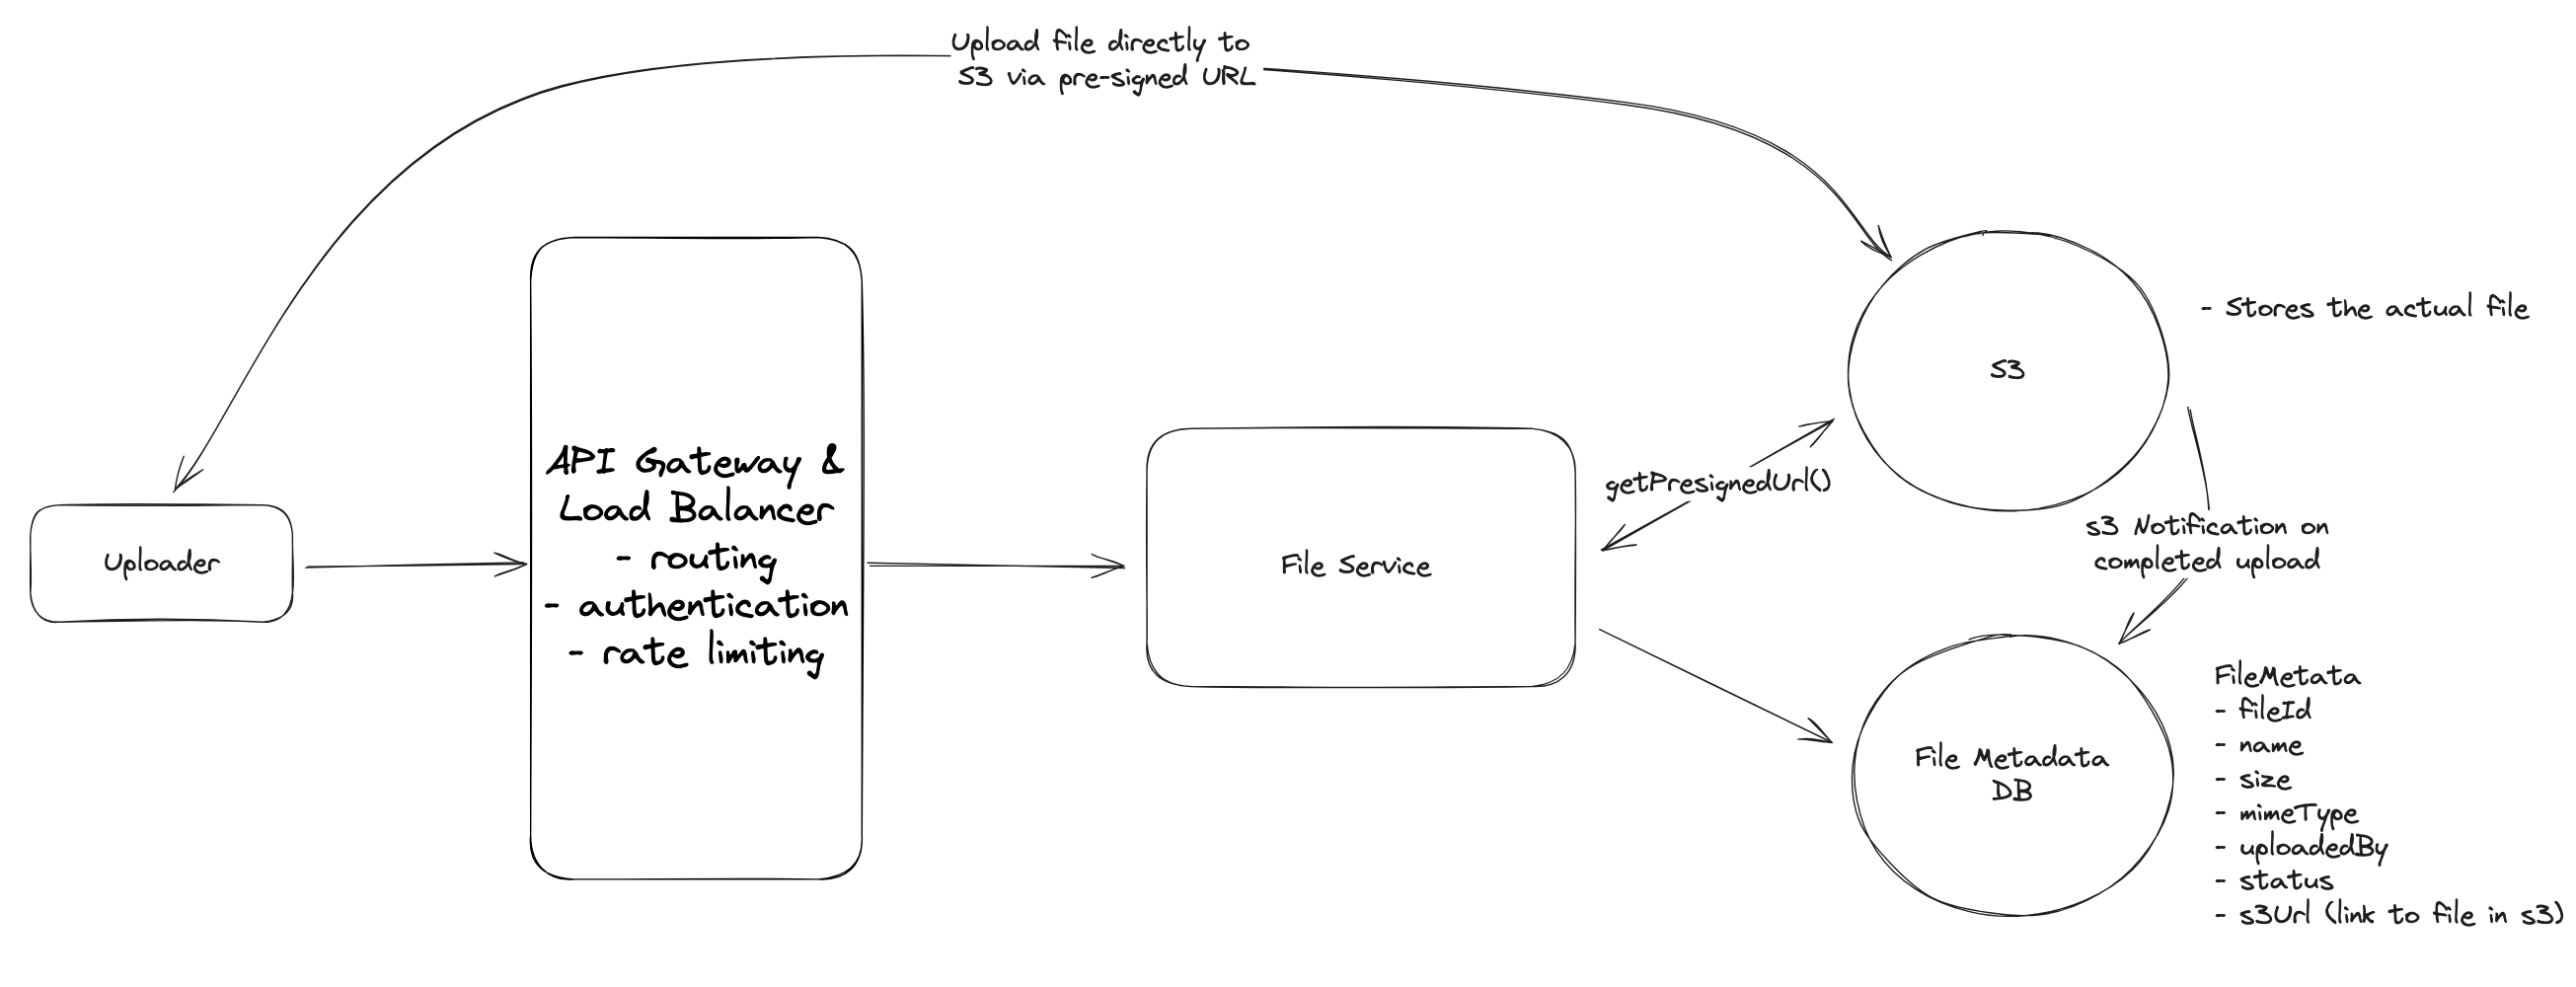 Upload file directly to
S3 via pre-signed URL
- Stores the actual file
S3
API Gateway &
Load Balancer
- routing
- authentication
- rate limiting
getPresignedUrl()
s3 Notification on
completed upload
Uploader
File Service
FileMetata
- fileId
- name
- size
- mimeType
- uploadedBy
- status
- s3Url (link to file in s3)
File Metadata
DB